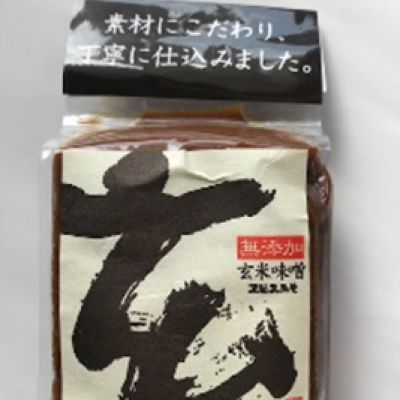 素材にこだわり、
丁寧に仕込みました。
玄
無添加
玄米味噌